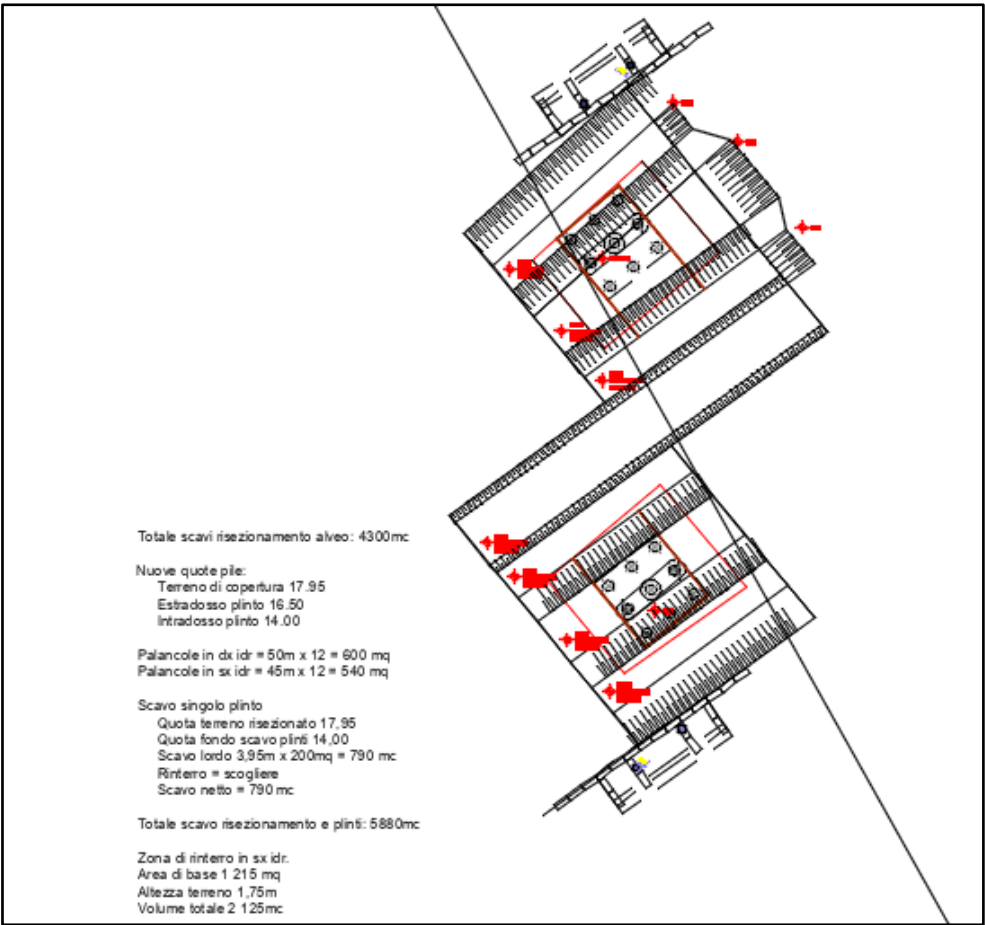 Totale scavi risezionamento alveo: 4300mc
Nuove quote pile:
Terreno di copertura 17.95
Estradosso plinto 16.50
Intradosso plinto 14.00
Palancole in dx idr = 50m x 12 = 600 mq
Palancole in sx idr = 45m x 12 = 540 mq
Scavo singolo plinto
Quota terreno risezionato 17,95
Quota fondo scavo plinti 14,00
Scavo lordo 3,95m x 200mq = 790 mc
Rinterro = scogliere
Scavo netto = 790 mc
Totale scavo risezionamento e plinti: 5880mc
Zona di rinterro in sx idr.
Area di base 1 215 mq
Altezza terreno 1,75m
Volume totale 2 125mc